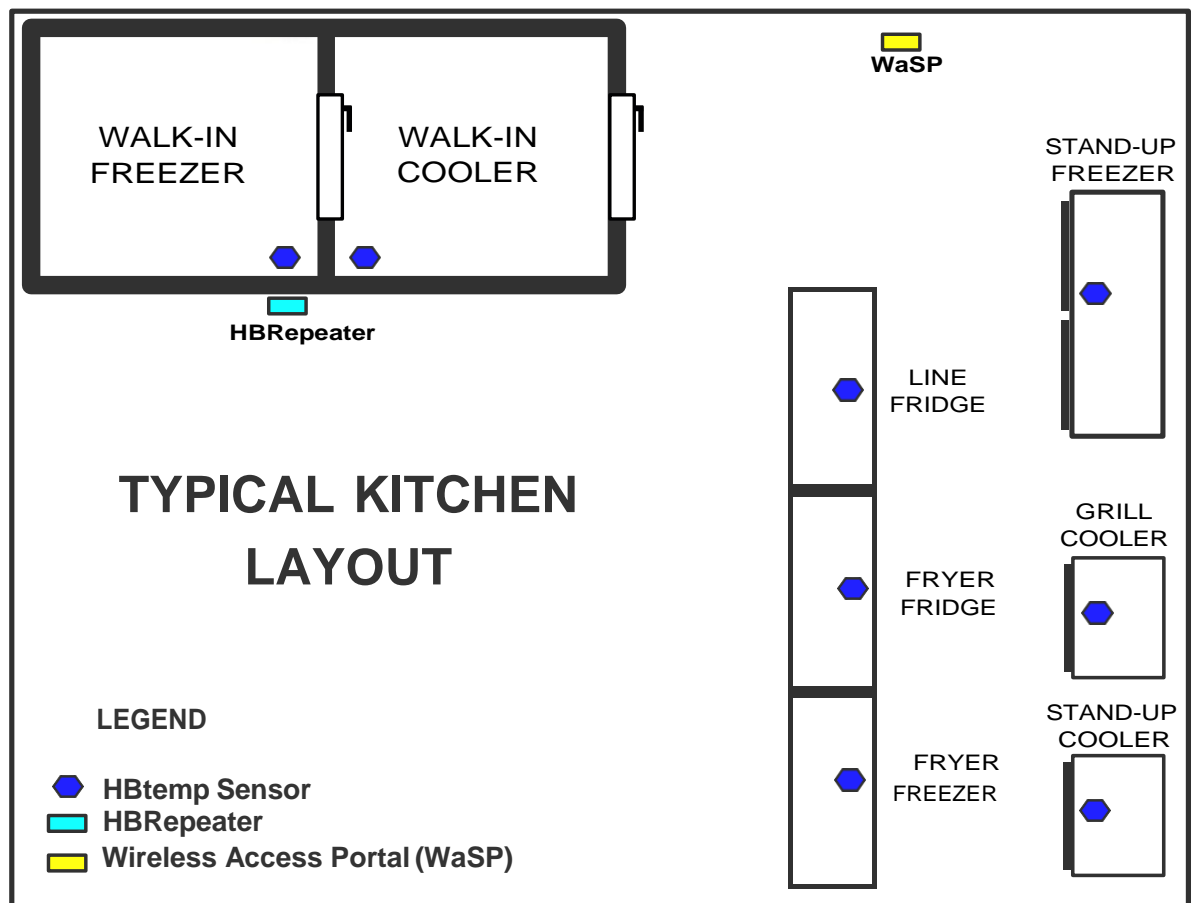 WaSP
WALK-IN
FREEZER
WALK-IN
COOLER
STAND-UP
FREEZER
HBRepeater
LINE
FRIDGE
TYPICAL KITCHEN
LAYOUT
GRILL
COOLER
FRYER
FRIDGE
STAND-UP
COOLER
FRYER
FREEZER
LEGEND
HBtemp Sensor
HBRepeater
Wireless Access Portal (WaSP)